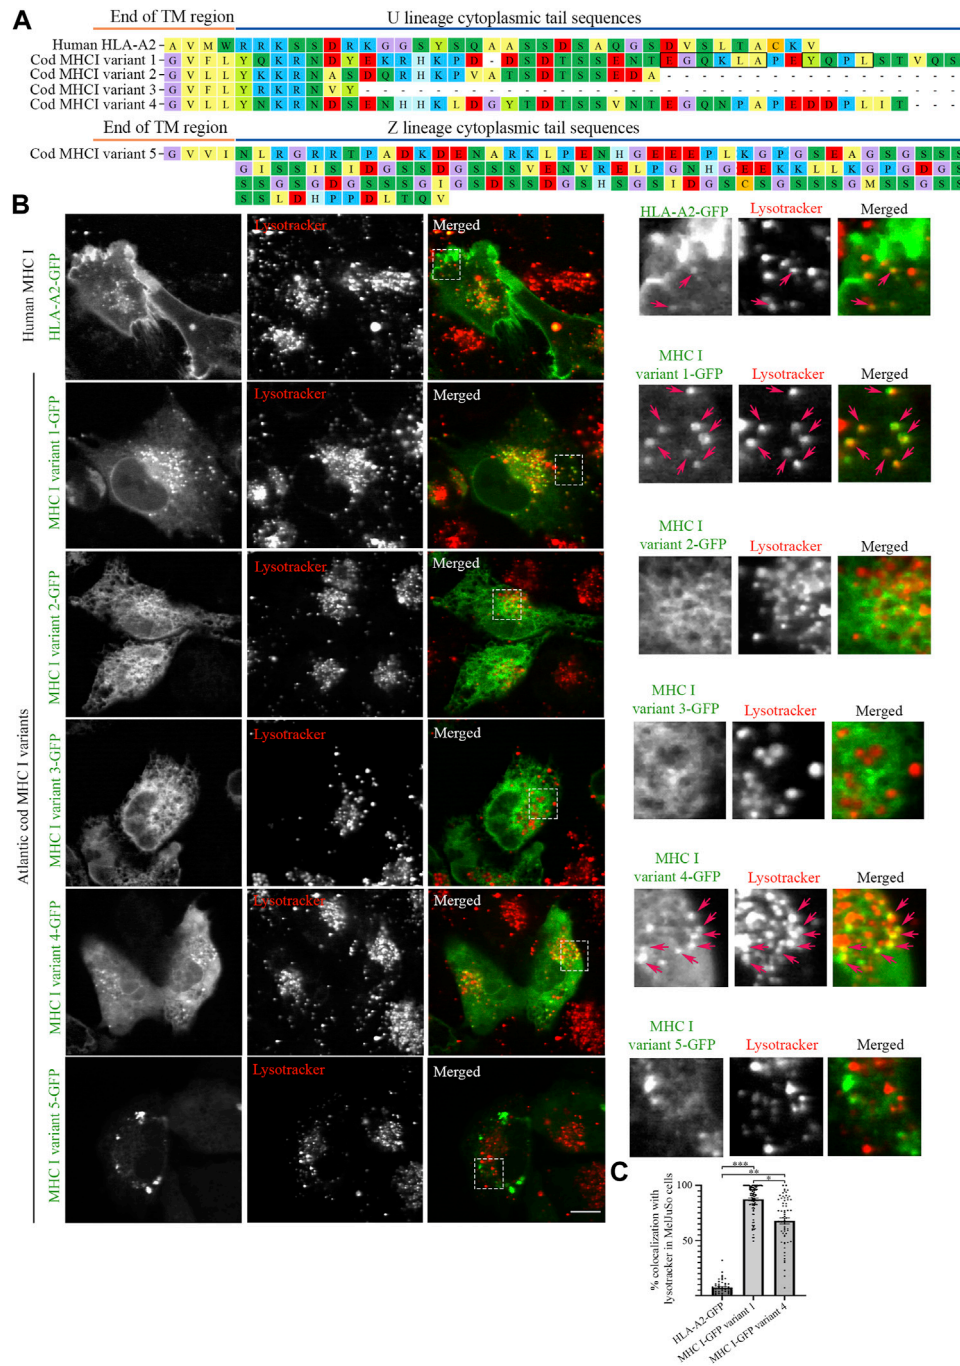 A
End of TM region U lineage cytoplasmic tail sequences
Human HLA-A2 - A V M W R R K S S D R K G G S Y S Q A A S S D S A Q G S D V S L T A C K V
Cod MHCI variant 1 - G V F L Y Q K R N D Y E K R H K P D - D S D T S S E N T E G Q K L A P E Y Q P L S T V Q S
Cod MHCI variant 2 - G V L L Y K K R N A S D Q R H K P V A T S D T S S E D A - - - - - - - - - - - - - - - - -
Cod MHCI variant 3 - G V F L Y R K R N V Y - - - - - - - - - - - - - - - - - - - - - - - - - - - - - - - - - -
Cod MHCI variant 4 - G V L L Y N K R N D S E N H H K L D G Y T D T S S V N T E G Q N P A P E D D P L I T - - -
End of TM region Z lineage cytoplasmic tail sequences
Cod MHCI variant 5 - G V V I N L R G R R T P A D K D E N A R K L P E N H G E E E P L K G P G S E A G S G S S S
G I S S I S I D G S S D G S S S V E N V R E L P G N H G E E K K L L K G P G D G S
S S G S G D G S S S G I G S D S S D G S H S G S I D G S C S G S S S G M S S G S S
S S L D H P P D L T Q V
B
Human MHC I
HLA-A2-GFP
Lysotracker
Merged
HLA-A2-GFP
Lysotracker
Merged
Atlantic cod MHC I variants
MHC I variant 1-GFP
Lysotracker
Merged
MHC I
variant 1-GFP
Lysotracker
Merged
MHC I variant 2-GFP
Lysotracker
Merged
MHC I
variant 2-GFP
Lysotracker
Merged
MHC I variant 3-GFP
Lysotracker
Merged
MHC I
variant 3-GFP
Lysotracker
Merged
MHC I variant 4-GFP
Lysotracker
Merged
MHC I
variant 4-GFP
Lysotracker
Merged
MHC I variant 5-GFP
Lysotracker
Merged
MHC I
variant 5-GFP
Lysotracker
Merged
C
% colocalization with
lysotracker in MelJuSo cells
100
50
***
**
*
HLA-A2-GFP
MHC I-GFP variant 1
MHC I-GFP variant 4